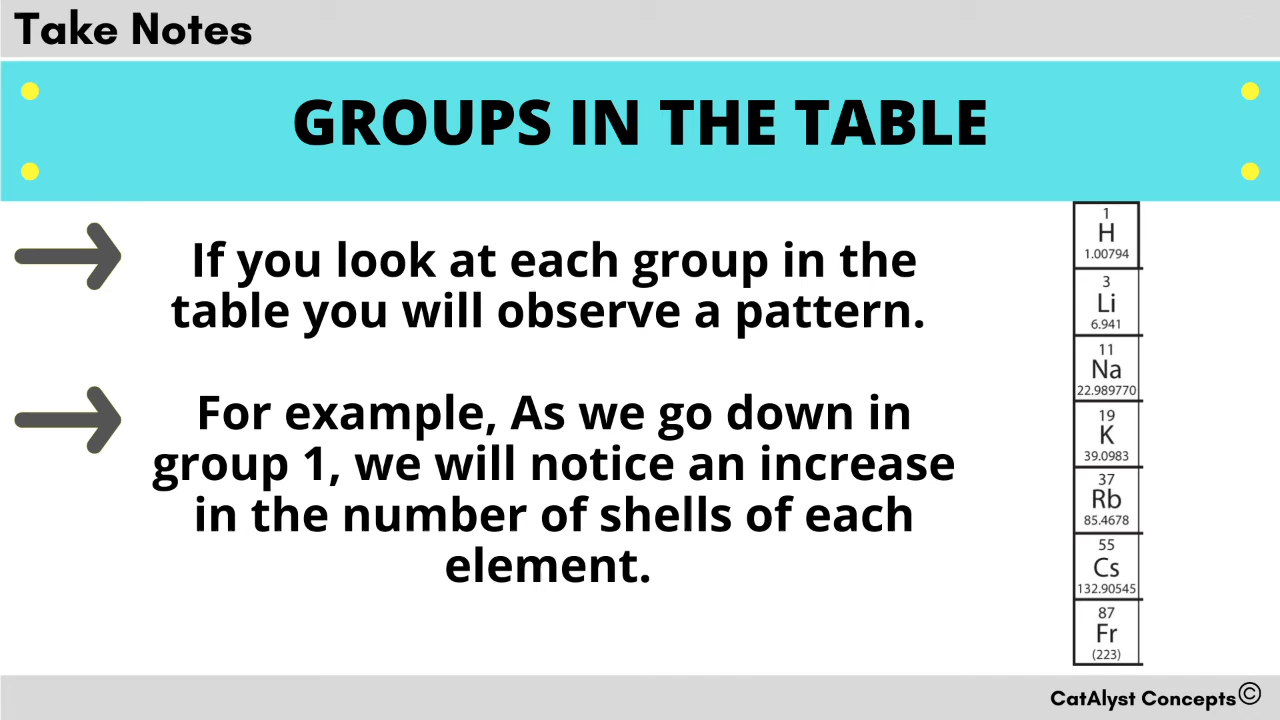 Take Notes
GROUPS IN THE TABLE
If you look at each group in the
table you will observe a pattern.
For example, As we go down in
group 1, we will notice an increase
in the number of shells of each
element.
1
H
1.00794
3
Li
6.941
11
Na
22.989770
19
K
39.0983
37
Rb
85.4678
55
Cs
132.90545
87
Fr
(223)
CatAlyst Concepts©